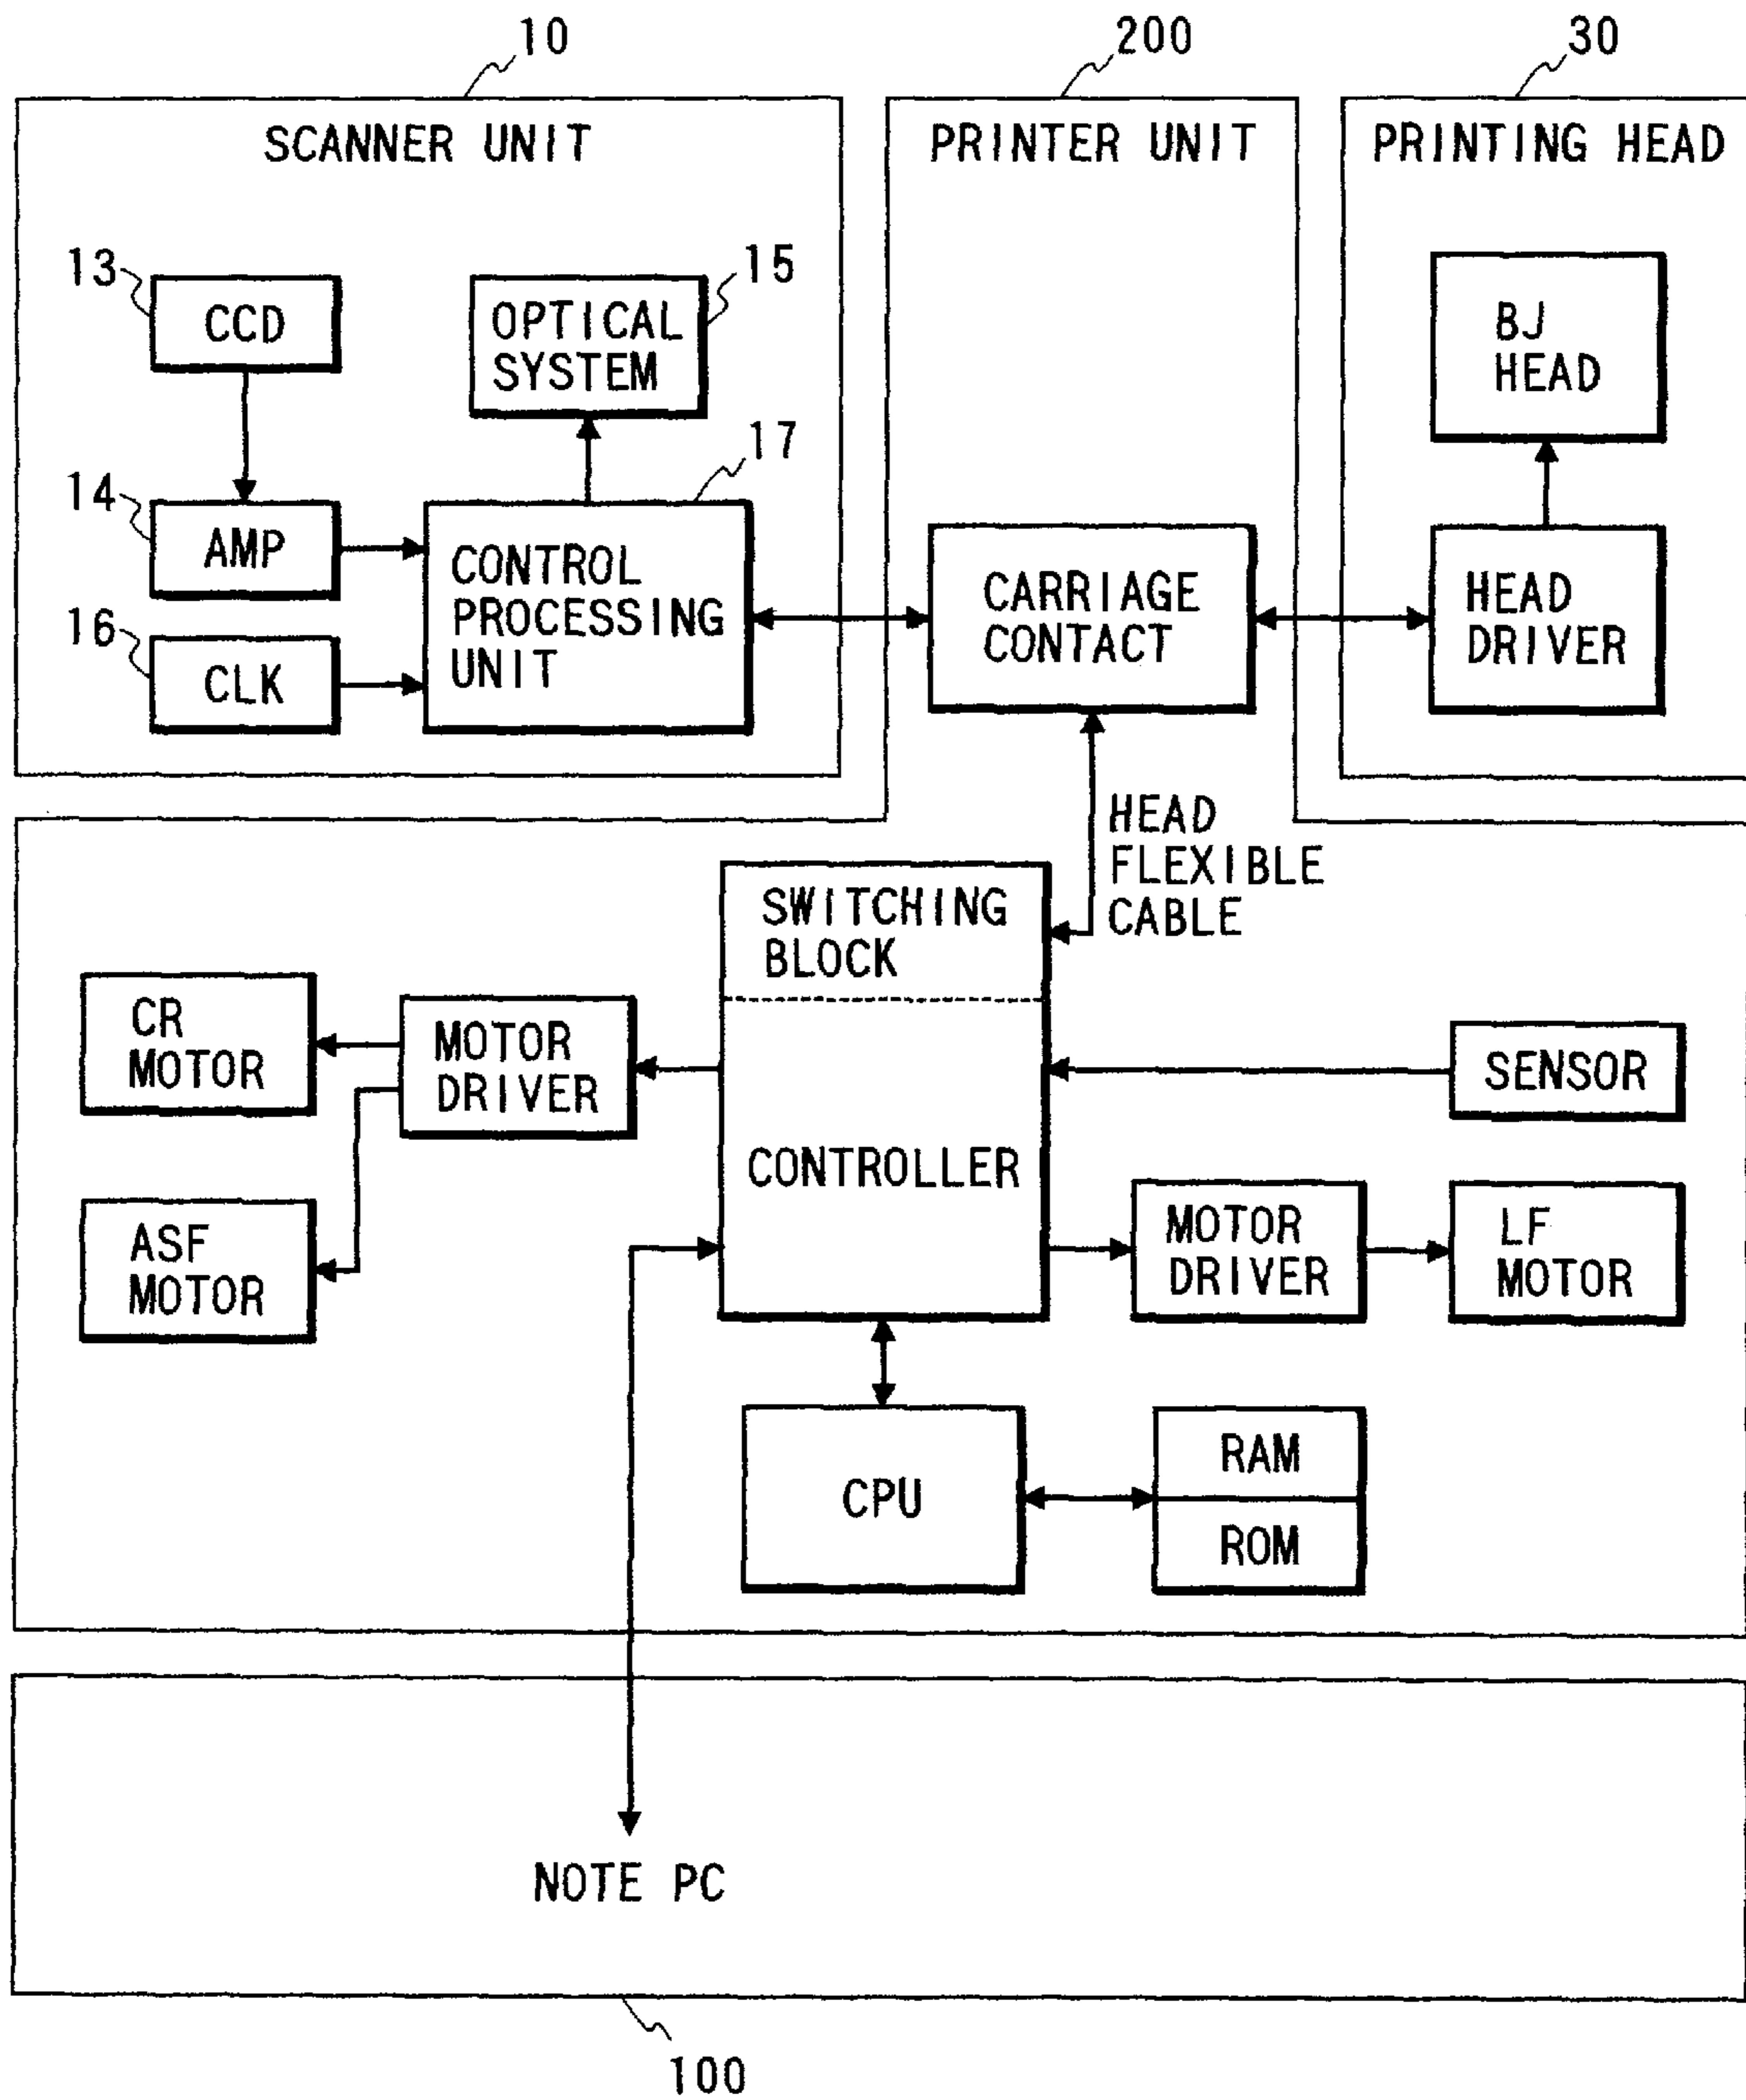 10
200
30
SCANNER UNIT
PRINTER UNIT
PRINTING HEAD
13
CCD
15
OPTICAL
SYSTEM
BJ
HEAD
14
AMP
17
CONTROL
PROCESSING
UNIT
16
CLK
CARRIAGE
CONTACT
HEAD
DRIVER
HEAD
FLEXIBLE
CABLE
SWITCHING
BLOCK
CONTROLLER
CR
MOTOR
MOTOR
DRIVER
SENSOR
ASF
MOTOR
MOTOR
DRIVER
LF
MOTOR
CPU
RAM
ROM
NOTE PC
100